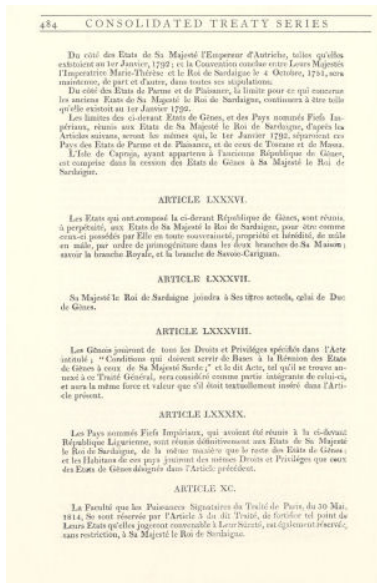 484 CONSOLIDATED TREATY SERIES
Du côté des Etats de Sa Majesté l'Empereur d'Autriche, telles qu'elles
existoient au 1er Janvier, 1792; et la Convention conclue entre Leurs Majestés
l'Impératrice Marie-Thérèse et le Roi de Sardaigne le 4 Octobre, 1751, sera
maintenue, de part et d'autre, dans toutes ses stipulations.
Du côté des Etats de Parme et de Plaisance, la limite pour ce qui concerne
les anciens Etats de Sa Majesté le Roi de Sardaigne, continuera à être telle
qu'elle existoit au 1er Janvier 1792.
Les limites des ci-devant Etats de Gènes, et des Pays nommés Fiefs Im-
périaux, réunis aux Etats de Sa Majesté le Roi de Sardaigne, d'après les
Articles suivans, seront les mêmes qui, le 1er Janvier 1792, séparoient ces
Pays des Etats de Parme et de Plaisance, et de ceux de Toscane et de Massa.
L'Isle de Capraja, ayant appartenu à l'ancienne République de Gènes,
est comprise dans la cession des Etats de Gènes à Sa Majesté le Roi de
Sardaigne.
ARTICLE LXXXVI.
Les Etats qui ont composé la ci-devant République de Gènes, sont réunis,
à perpétuité, aux Etats de Sa Majesté le Roi de Sardaigne, pour être comme
ceux-ci possédés par Elle en toute souveraineté, propriété et hérédité, de mâle
en mâle, par ordre de primogéniture dans les deux branches de Sa Maison;
savoir la branche Royale, et la branche de Savoie-Carignan.
ARTICLE LXXXVII.
Sa Majesté le Roi de Sardaigne joindra à Ses titres actuels, celui de Duc
de Gènes.
ARTICLE LXXXVIII.
Les Génois jouiront de tous les Droits et Priviléges spécifiés dans l'Acte
intitulé; "Conditions qui doivent servir de Bases à la Réunion des Etats
de Gènes à ceux de Sa Majesté Sarde;" et le dit Acte, tel qu'il se trouve an-
nexé à ce Traité Général, sera considéré comme partie intégrante de celui-ci,
et aura la même force et valeur que s'il étoit textuellement inséré dans l'Arti-
cle présent.
ARTICLE LXXXIX.
Les Pays nommés Fiefs Impériaux, qui avoient été réunis à la ci-devant
République Ligurienne, sont réunis définitivement aux Etats de Sa Majesté
le Roi de Sardaigne, de la même manière que le reste des Etats de Gènes;
et les Habitans de ces pays jouiront des mêmes Droits et Priviléges que ceux
des Etats de Gènes désignés dans l'Article précédent.
ARTICLE XC.
La Faculté que les Puissances Signataires du Traité de Paris, du 30 Mai,
1814, Se sont réservée par l'Article 3 du dit Traité, de fortifier tel point de
Leurs Etats qu'elles jugeront convenable à Leur Sûreté, est également réservée,
sans restriction, à Sa Majesté le Roi de Sardaigne.